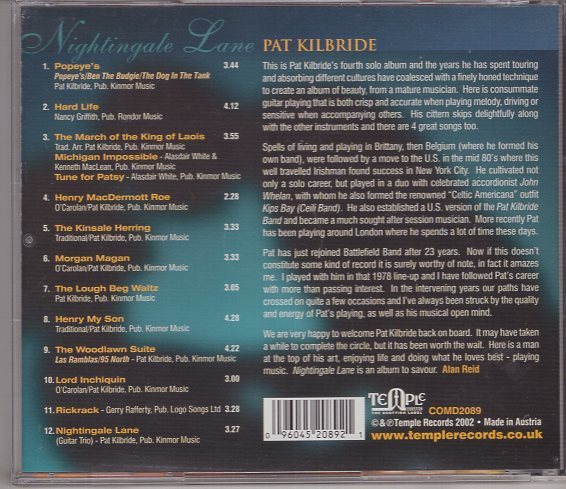 Nightingale Lane PAT KILBRIDE
1. Popeye's 3.44
Popeye's/Ben The Budgie/The Dog In The Tank
Pat Kilbride, Pub. Kinmor Music
2. Hard Life 4.12
Nancy Griffith, Pub. Rondor Music
3. The March of the King of Laois 3.55
Trad. Arr. Pat Kilbride, Pub. Kinmor Music
Michigan Impossible - Alasdair White &
Kenneth MacLean, Pub. Kinmor Music
Tune for Patsy - Alasdair White, Pub. Kinmor Music
4. Henry MacDermott Roe 2.28
O'Carolan/Pat Kilbride, Pub. Kinmor Music
5. The Kinsale Herring 3.33
Traditional/Pat Kilbride, Pub. Kinmor Music
6. Morgan Magan 3.33
O'Carolan/Pat Kilbride, Pub. Kinmor Music
7. The Lough Beg Waltz 3.05
Pat Kilbride, Pub. Kinmor Music
8. Henry My Son 4.28
Traditional/Pat Kilbride, Pub. Kinmor Music
9. The Woodlawn Suite 4.22
Las Ramblas/95 North - Pat Kilbride, Pub. Kinmor Music
10. Lord Inchiquin 3.00
O'Carolan/Pat Kilbride, Pub. Kinmor Music
11. Rickrack - Gerry Rafferty, Pub. Logo Songs Ltd 3.28
12. Nightingale Lane 3.27
(Guitar Trio) - Pat Kilbride, Pub. Kinmor Music
This is Pat Kilbride's fourth solo album and the years he has spent touring
and absorbing different cultures have coalesced with a finely honed technique
to create an album of beauty, from a mature musician. Here is consummate
guitar playing that is both crisp and accurate when playing melody, driving or
sensitive when accompanying others. His cittern skips delightfully along
with the other instruments and there are 4 great songs too.
Spells of living and playing in Brittany, then Belgium (where he formed
his own band), were followed by a move to the U.S. in the mid 80's where this
well travelled Irishman found success in New York City. He cultivated not
only a solo career, but played in a duo with celebrated accordionist John
Whelan, with whom he also formed the renowned "Celtic Americana" outfit
Kips Bay (Ceili Band). He also established a U.S. version of the Pat Kilbride
Band and became a much sought after session musician. More recently Pat
has been playing around London where he spends a lot of time these days.
Pat has just rejoined Battlefield Band after 23 years. Now if this doesn't
constitute some kind of record it is surely worthy of note, in fact it amazes
me. I played with him in that 1978 line-up and I have followed Pat's career
with more than passing interest. In the intervening years our paths have
crossed on quite a few occasions and I've always been struck by the quality
and energy of Pat's playing, as well as his musical open mind.
We are very happy to welcome Pat Kilbride back on board. It may have taken
a while to complete the circle, but it has been worth the wait. Here is a man
at the top of his art, enjoying life and doing what he loves best - playing
music. Nightingale Lane is an album to savour. Alan Reid
0 96045 20892 1
TEMPLE
RECORDS
THE SCOTTISH LABEL
COMD2089
©&℗Temple Records 2002 • Made in Austria
www.templerecords.co.uk